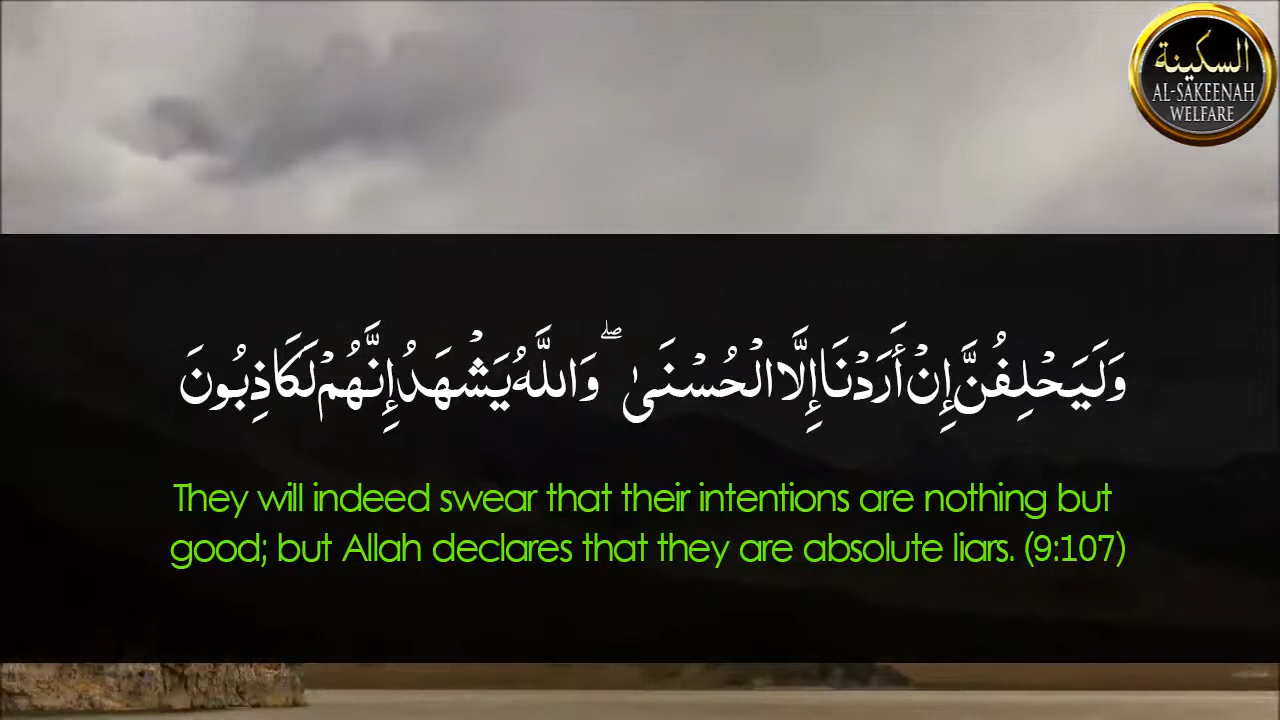 السكينة
AL-SAKEENAH
WELFARE
وَلَيَحْلِفُنَّ إِنْ أَرَدْنَا إِلَّا الْحُسْنَىٰ ۖ وَاللَّهُ يَشْهَدُ إِنَّهُمْ لَكَاذِبُونَ
They will indeed swear that their intentions are nothing but
good; but Allah declares that they are absolute liars. (9:107)